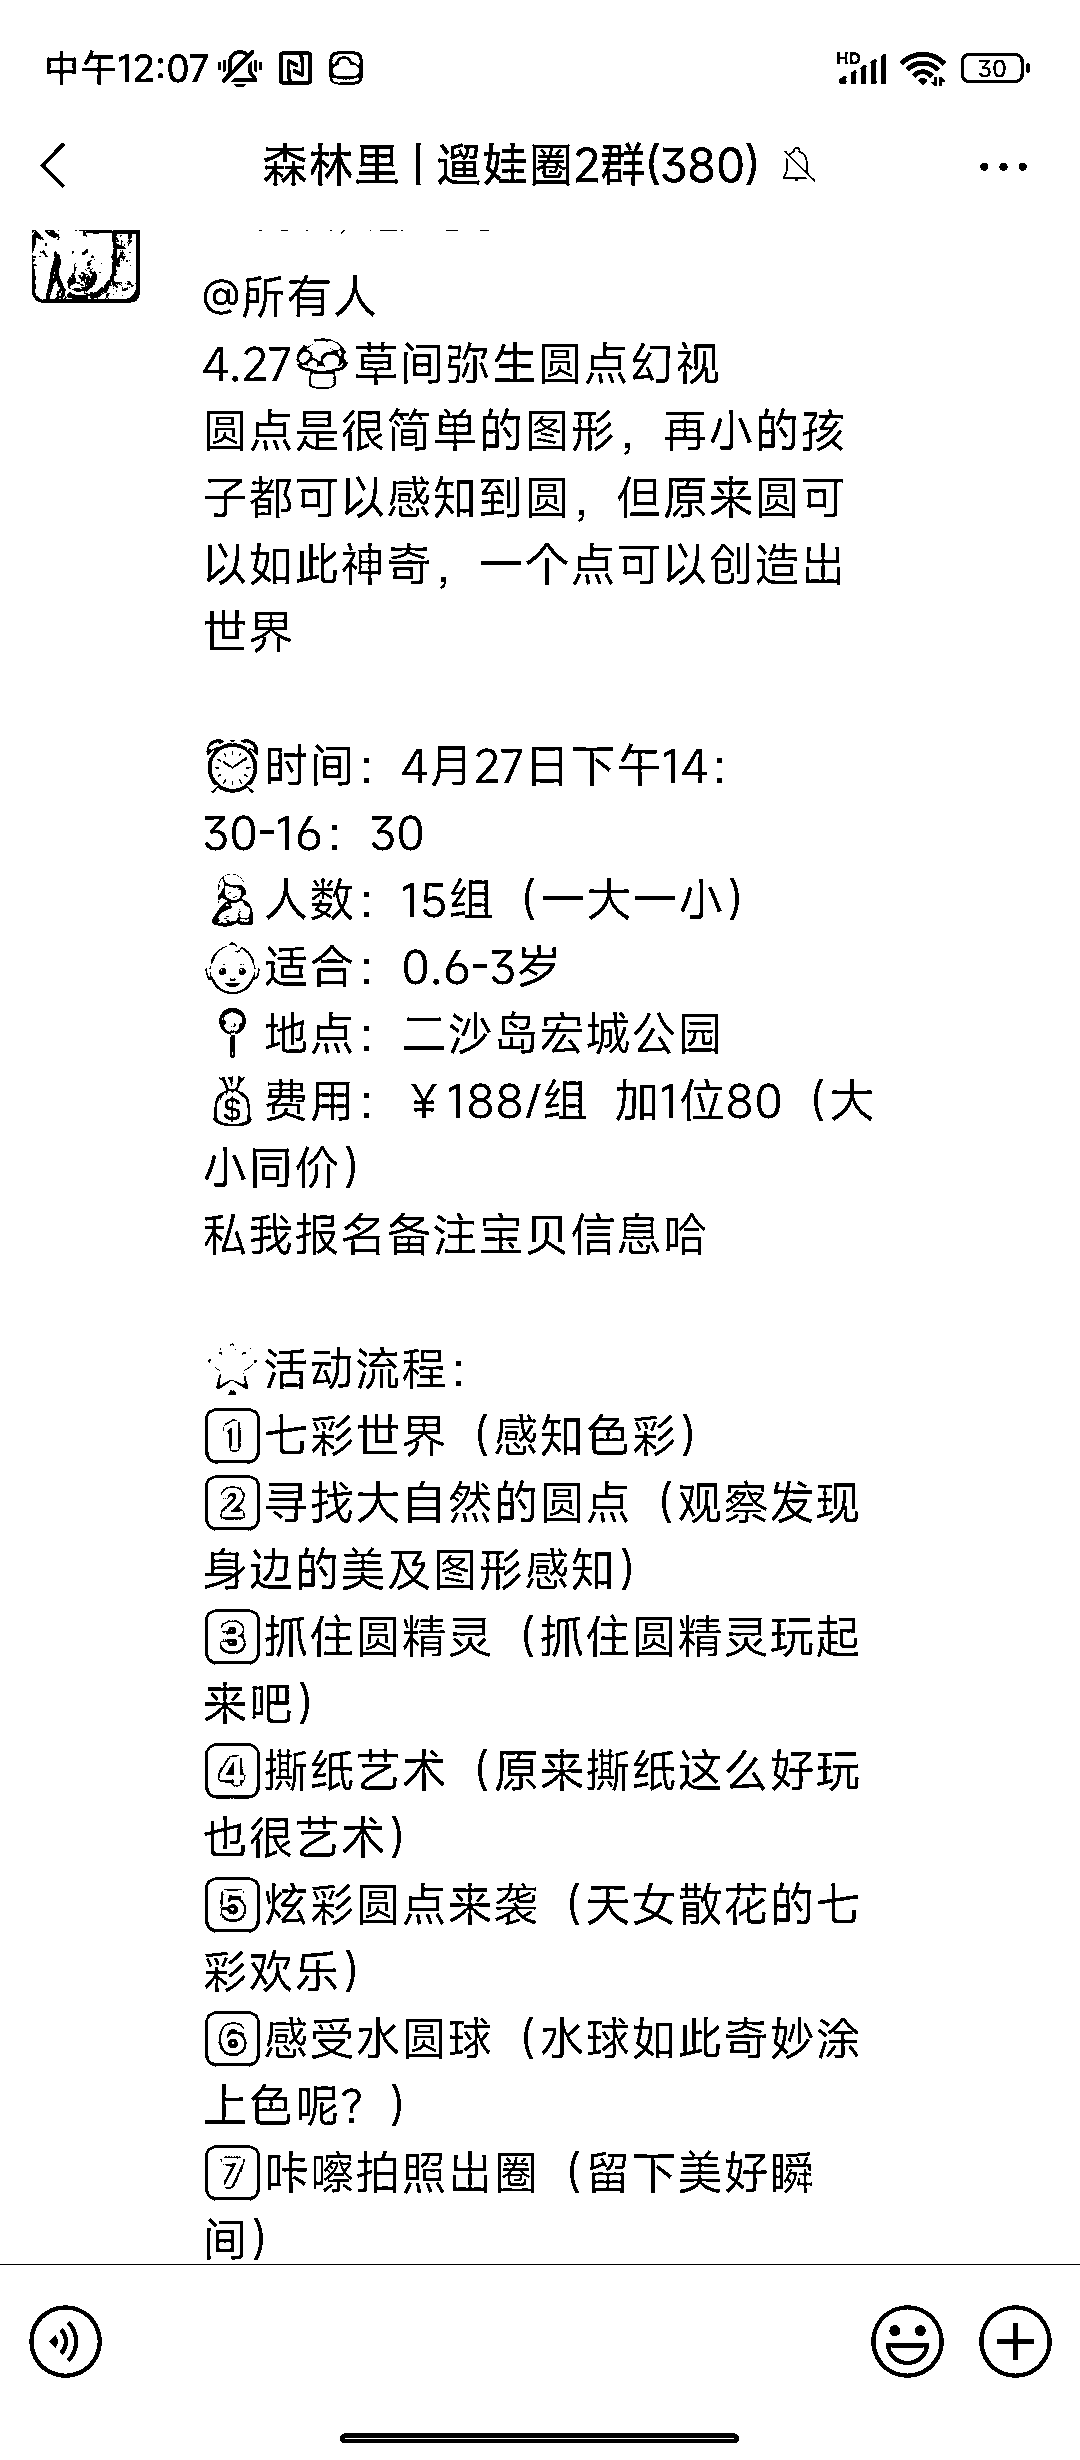 中午12:07
HD
30
森林里 | 遛娃圈2群(380)
@所有人
4.27🍄草间弥生圆点幻视
圆点是很简单的图形，再小的孩
子都可以感知到圆，但原来圆可
以如此神奇，一个点可以创造出
世界
⏰时间：4月27日下午14：
30-16：30
🤱人数：15组（一大一小）
👶适合：0.6-3岁
📍地点：二沙岛宏城公园
💰费用：￥188/组 加1位80（大
小同价）
私我报名备注宝贝信息哈
🌟活动流程：
1️⃣七彩世界（感知色彩）
2️⃣寻找大自然的圆点（观察发现
身边的美及图形感知）
3️⃣抓住圆精灵（抓住圆精灵玩起
来吧）
4️⃣撕纸艺术（原来撕纸这么好玩
也很艺术）
5️⃣炫彩圆点来袭（天女散花的七
彩欢乐）
6️⃣感受水圆球（水球如此奇妙涂
上色呢？）
7️⃣咔嚓拍照出圈（留下美好瞬
间）